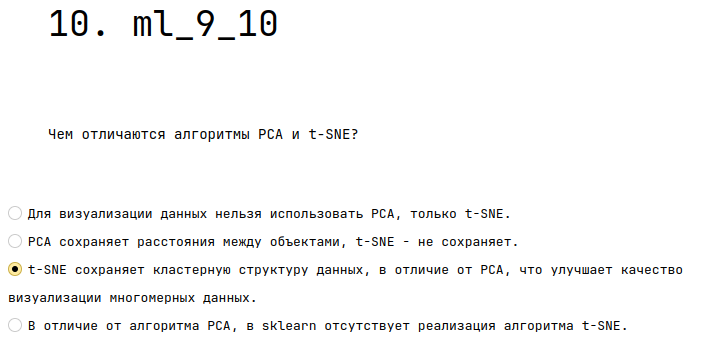 10. ml_9_10
Чем отличаются алгоритмы PCA и t-SNE?
Для визуализации данных нельзя использовать PCA, только t-SNE.
PCA сохраняет расстояния между объектами, t-SNE - не сохраняет.
t-SNE сохраняет кластерную структуру данных, в отличие от PCA, что улучшает качество
визуализации многомерных данных.
В отличие от алгоритма PCA, в sklearn отсутствует реализация алгоритма t-SNE.